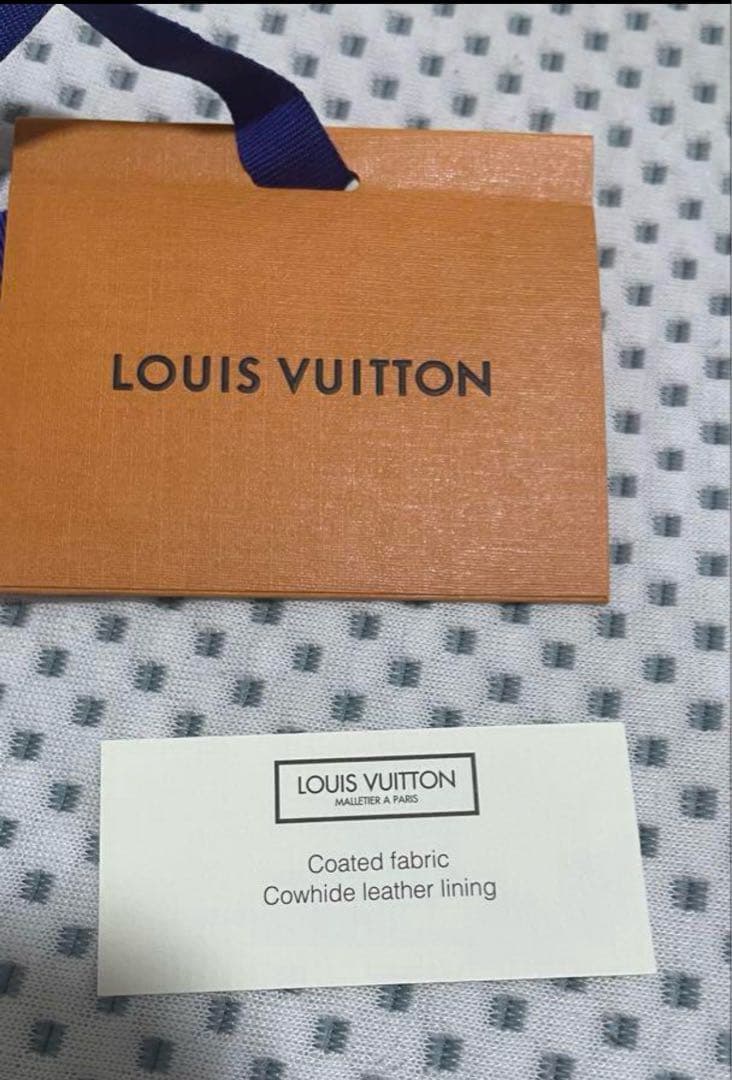 LOUIS VUITTON
LOUIS VUITTON
MALLETIER A PARIS
Coated fabric
Cowhide leather lining